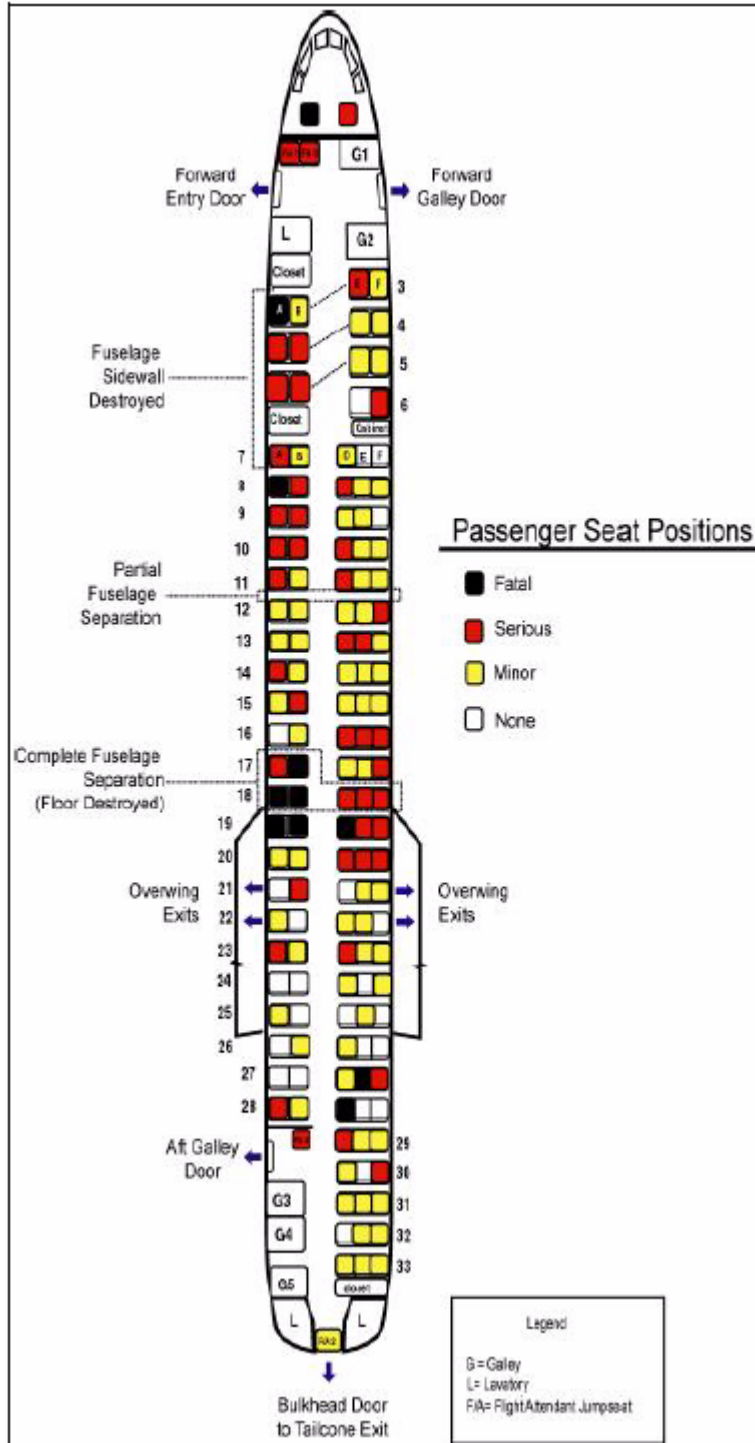 G1
Forward
Entry Door
Forward
Galley Door
L
G2
Closet
E F
3
A B
4
Fuselage
Sidewall
Destroyed
5
6
Closet
Cabinet
7
A B
D E F
8
9
10
Partial
Fuselage
Separation
11
12
13
14
15
16
Complete Fuselage
Separation
(Floor Destroyed)
17
18
19
20
Overwing
Exits
21
22
Overwing
Exits
23
24
25
26
27
28
Aft Galley
Door
29
30
G3
31
G4
32
33
G5
closet
L
L
F/A2
Bulkhead Door
to Tailcone Exit
Passenger Seat Positions
Fatal
Serious
Minor
None
Legend
G = Galley
L= Lavatory
F/A= Flight Attendant Jumpseat